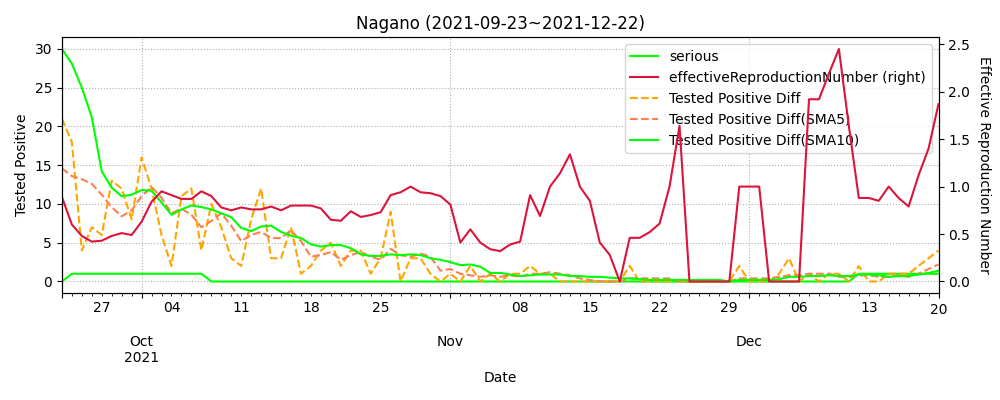 Nagano (2021-09-23~2021-12-22)
30
25
20
15
10
5
0
Tested Positive
2.5
2.0
1.5
1.0
0.5
0.0
Effective Reproduction Number
serious
effectiveReproductionNumber (right)
Tested Positive Diff
Tested Positive Diff(SMA5)
Tested Positive Diff(SMA10)
27 04 11 18 25 08 15 22 29 06 13 20
Oct Nov Dec
2021
Date